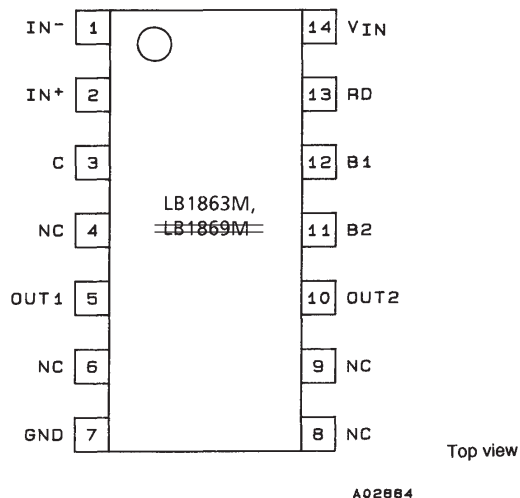 IN- 1 14 VIN
IN+ 2 13 RD
C 3 12 B1
LB1863M,
NC 4 LB1869M 11 B2
OUT1 5 10 OUT2
NC 6 9 NC
GND 7 8 NC
Top view
A02884